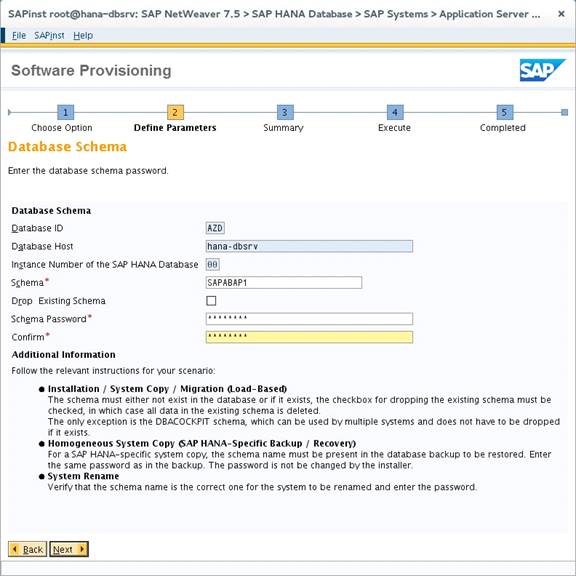 SAPinst root@hana-dbsrv: SAP NetWeaver 7.5 > SAP HANA Database > SAP Systems > Application Server ...
File SAPinst Help
Software Provisioning
SAP
1 2 3 4 5
Choose Option Define Parameters Summary Execute Completed
Database Schema
Enter the database schema password.
Database Schema
Database ID AZD
Database Host hana-dbsrv
Instance Number of the SAP HANA Database 00
Schema* SAPABAP1
Drop Existing Schema
Schema Password* ********
Confirm* ********
Additional Information
Follow the relevant instructions for your scenario:
● Installation / System Copy / Migration (Load-Based)
The schema must either not exist in the database or if it exists, the checkbox for dropping the existing schema must be
checked, in which case all data in the existing schema is deleted.
The only exception is the DBACOCKPIT schema, which can be used by multiple systems and does not have to be dropped
if it exists.
● Homogeneous System Copy (SAP HANA-Specific Backup / Recovery)
For a SAP HANA-specific system copy, the schema name must be present in the database backup to be restored. Enter
the same password as in the backup. The password is not changed by the installer.
● System Rename
Verify that the schema name is the correct one for the system to be renamed and enter the password.
Back Next